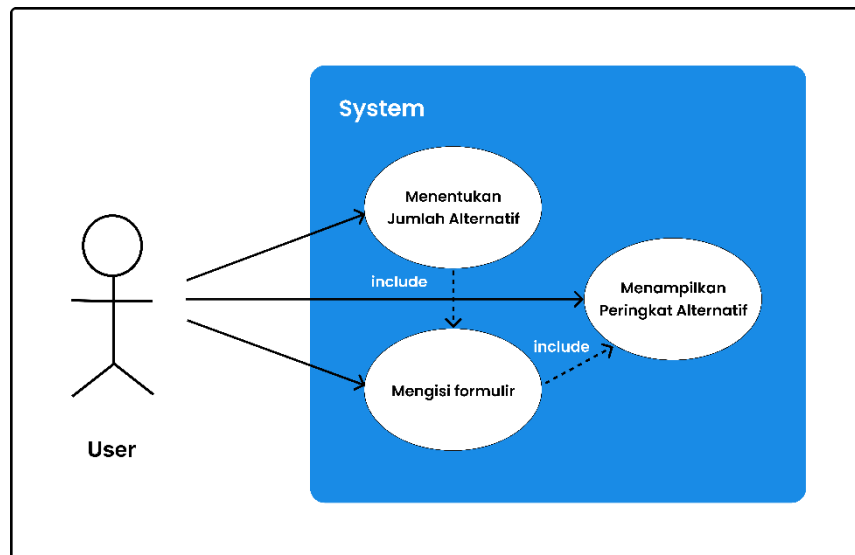 System
Menentukan
Jumlah Alternatif
include
Menampilkan
Peringkat Alternatif
include
Mengisi formulir
User